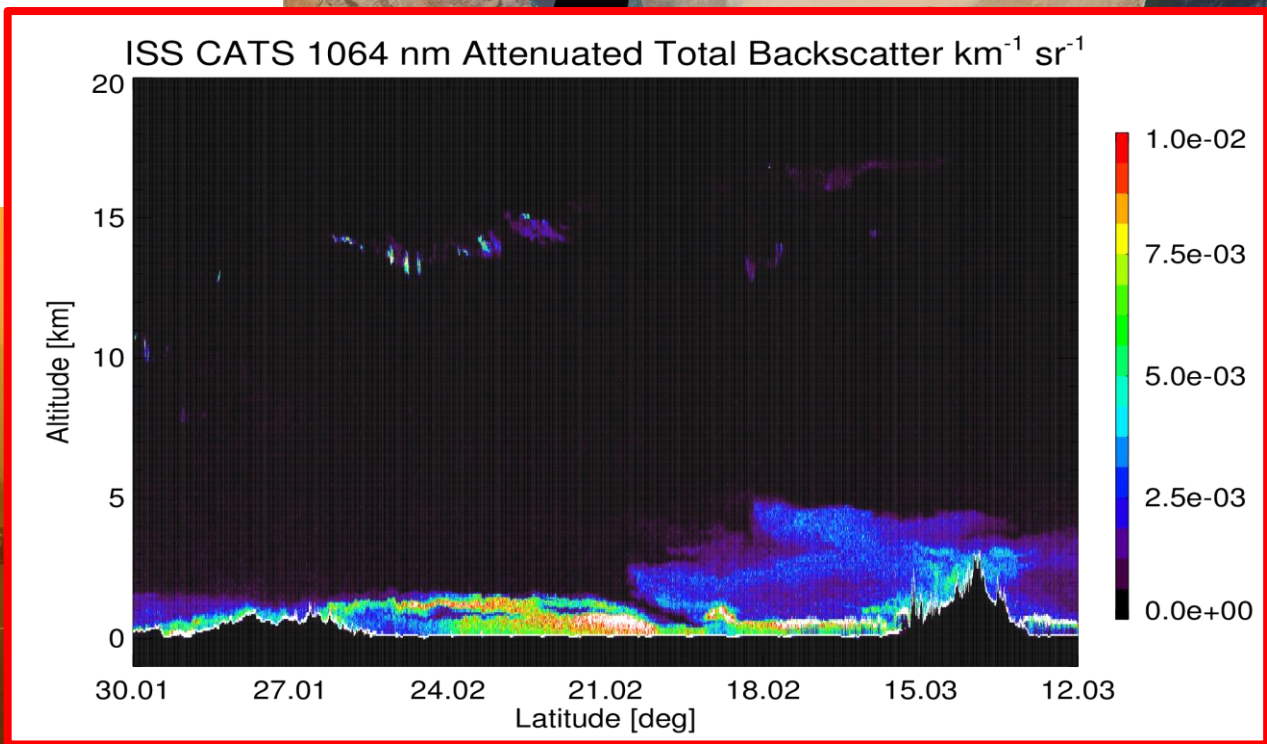 ISS CATS 1064 nm Attenuated Total Backscatter km-1 sr-1
20
15
10
5
0
Altitude [km]
30.01 27.01 24.02 21.02 18.02 15.03 12.03
Latitude [deg]
1.0e-02
7.5e-03
5.0e-03
2.5e-03
0.0e+00